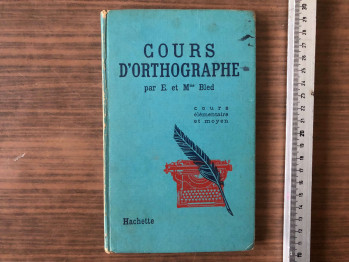 COURS
D'ORTHOGRAPHE
par E. et Mme Bled
cours
élémentaire
et moyen
Hachette